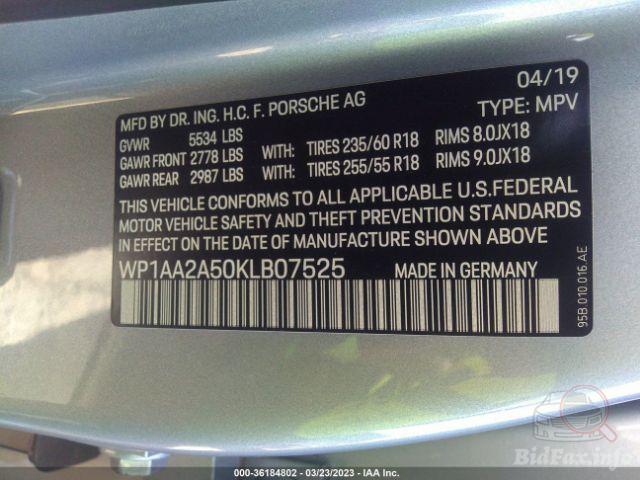 04/19
MFD BY DR. ING. H.C. F. PORSCHE AG TYPE: MPV
GVWR 5534 LBS
GAWR FRONT 2778 LBS WITH: TIRES 235/60 R18 RIMS 8.0JX18
GAWR REAR 2987 LBS WITH: TIRES 255/55 R18 RIMS 9.0JX18
THIS VEHICLE CONFORMS TO ALL APPLICABLE U.S.FEDERAL
MOTOR VEHICLE SAFETY AND THEFT PREVENTION STANDARDS
IN EFFECT ON THE DATE OF MANUFACTURE SHOWN ABOVE
WP1AA2A50KLB07525 MADE IN GERMANY
95B.010.016.AE
BidFax.info
© - 36184802 - 03/23/2023 - IAA Inc.